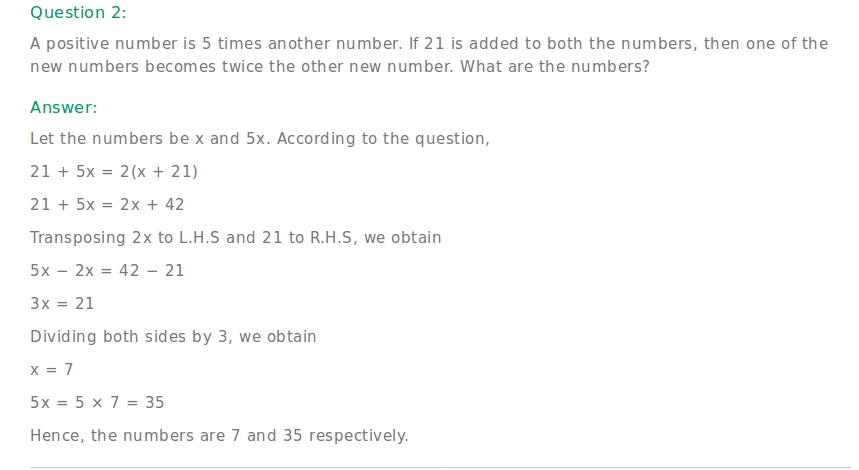 Question 2:
A positive number is 5 times another number. If 21 is added to both the numbers, then one of the
new numbers becomes twice the other new number. What are the numbers?
Answer:
Let the numbers be x and 5x. According to the question,
21 + 5x = 2(x + 21)
21 + 5x = 2x + 42
Transposing 2x to L.H.S and 21 to R.H.S, we obtain
5x − 2x = 42 − 21
3x = 21
Dividing both sides by 3, we obtain
x = 7
5x = 5 × 7 = 35
Hence, the numbers are 7 and 35 respectively.